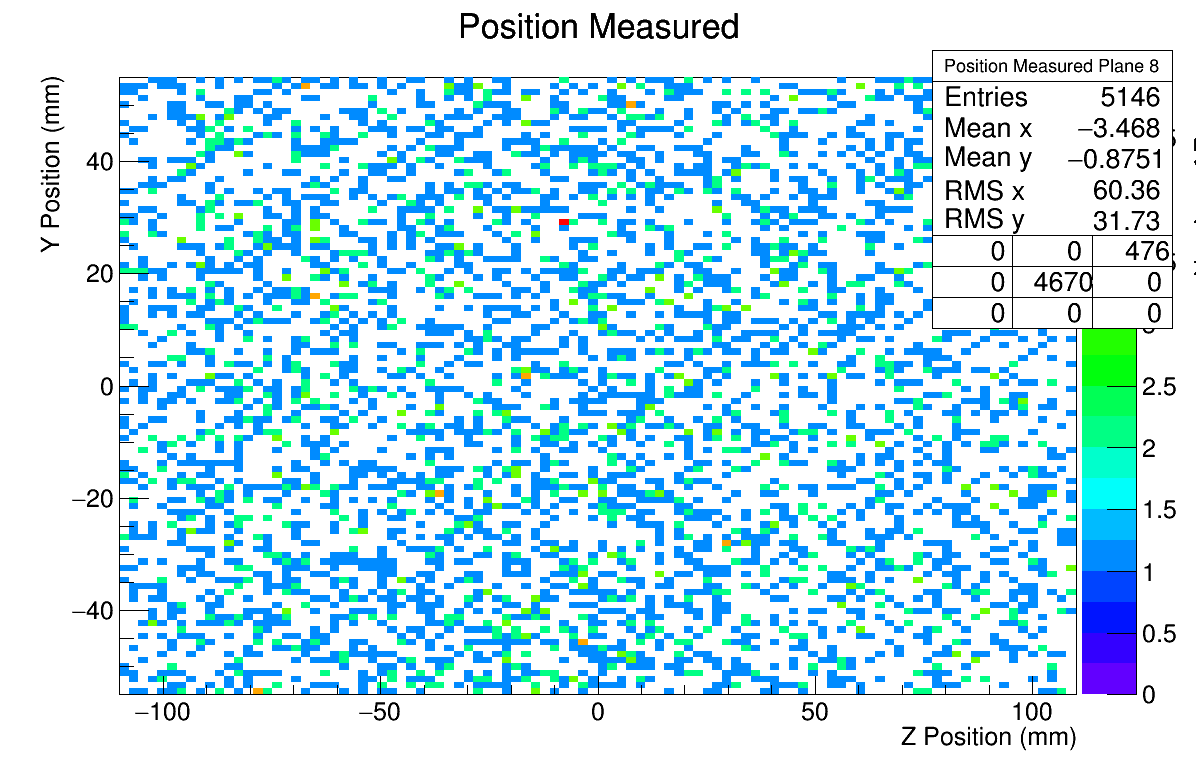 Position Measured
Position Measured Plane 8
Entries 5146
Mean x −3.468
Mean y −0.8751
RMS x 60.36
RMS y 31.73
0 0 476
0 4670 0
0 0 0
Y Position (mm)
40
20
0
−20
−40
−100 −50 0 50 100
Z Position (mm)
2.5
2
1.5
1
0.5
0